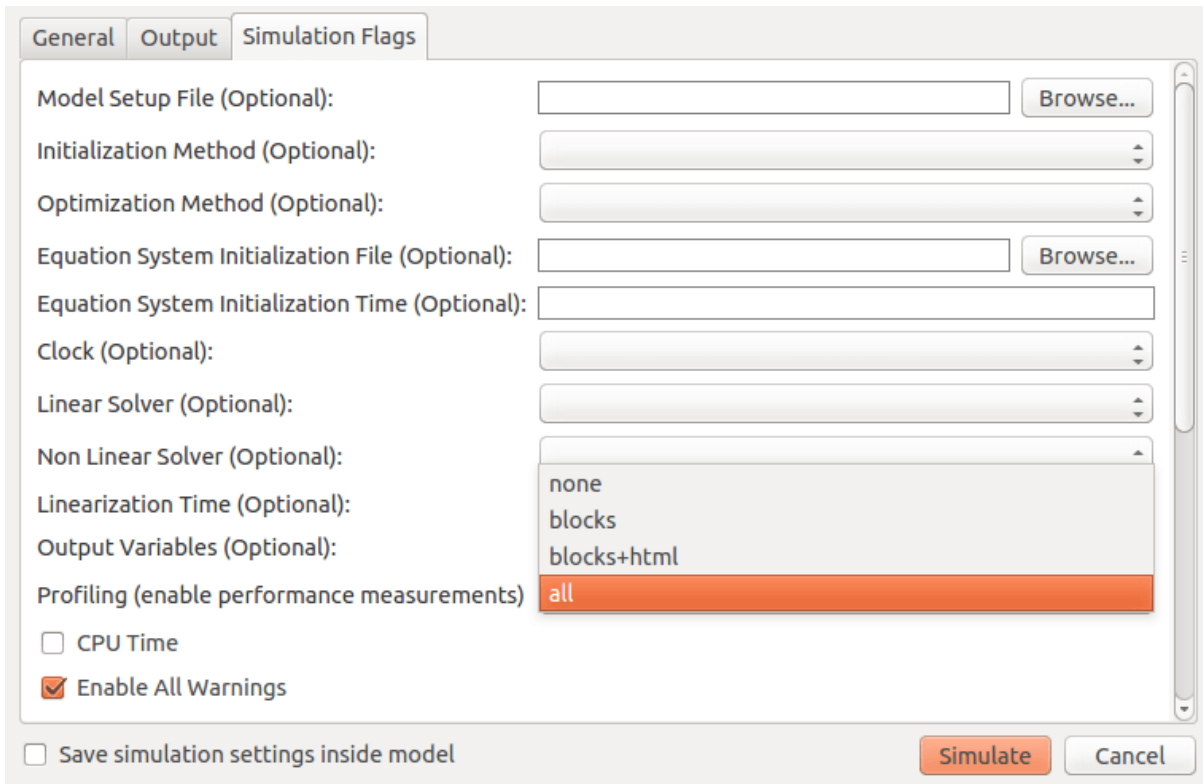 General Output Simulation Flags
Model Setup File (Optional): Browse...
Initialization Method (Optional):
Optimization Method (Optional):
Equation System Initialization File (Optional): Browse...
Equation System Initialization Time (Optional):
Clock (Optional):
Linear Solver (Optional):
Non Linear Solver (Optional):
none
Linearization Time (Optional):
blocks
Output Variables (Optional):
blocks+html
Profiling (enable performance measurements) all
CPU Time
Enable All Warnings
Save simulation settings inside model Simulate Cancel